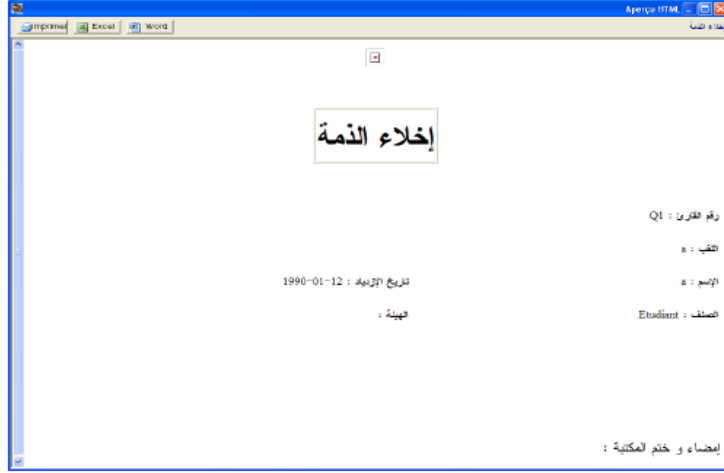 Aperçu HTML
Imprimer Excel Word
إخلاء الذمة
إخلاء الذمة
رقم القارئ : Q1
اللقب : a
الإسم : a
تاريخ الإزدياد : 12-01-1990
الصنف : Etudiant
الهيئة :
إمضاء و ختم المكتبة :